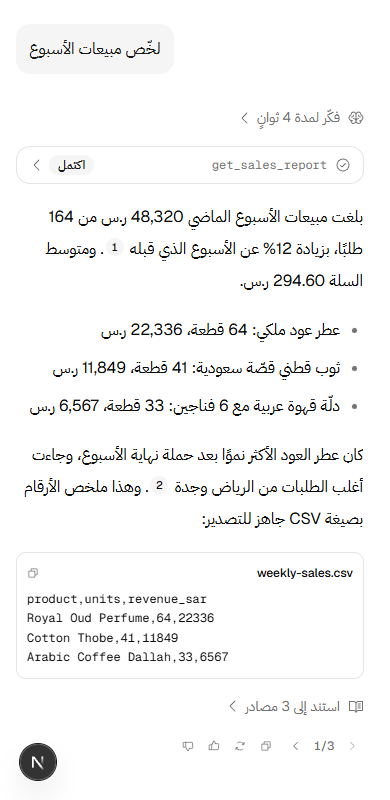 لخّص مبيعات الأسبوع
فكّر لمدة 4 ثوانٍ
get_sales_report اكتمل
بلغت مبيعات الأسبوع الماضي 48,320 ر.س من 164
طلبًا، بزيادة 12% عن الأسبوع الذي قبله 1 . ومتوسط
السلة 294.60 ر.س.
عطر عود ملكي: 64 قطعة، 22,336 ر.س
ثوب قطني قصّة سعودية: 41 قطعة، 11,849 ر.س
دلّة قهوة عربية مع 6 فناجين: 33 قطعة، 6,567 ر.س
كان عطر العود الأكثر نموًا بعد حملة نهاية الأسبوع، وجاءت
أغلب الطلبات من الرياض وجدة 2 . وهذا ملخص الأرقام
بصيغة CSV جاهز للتصدير:
weekly-sales.csv
product,units,revenue_sar
Royal Oud Perfume,64,22336
Cotton Thobe,41,11849
Arabic Coffee Dallah,33,6567
استند إلى 3 مصادر
1/3
N